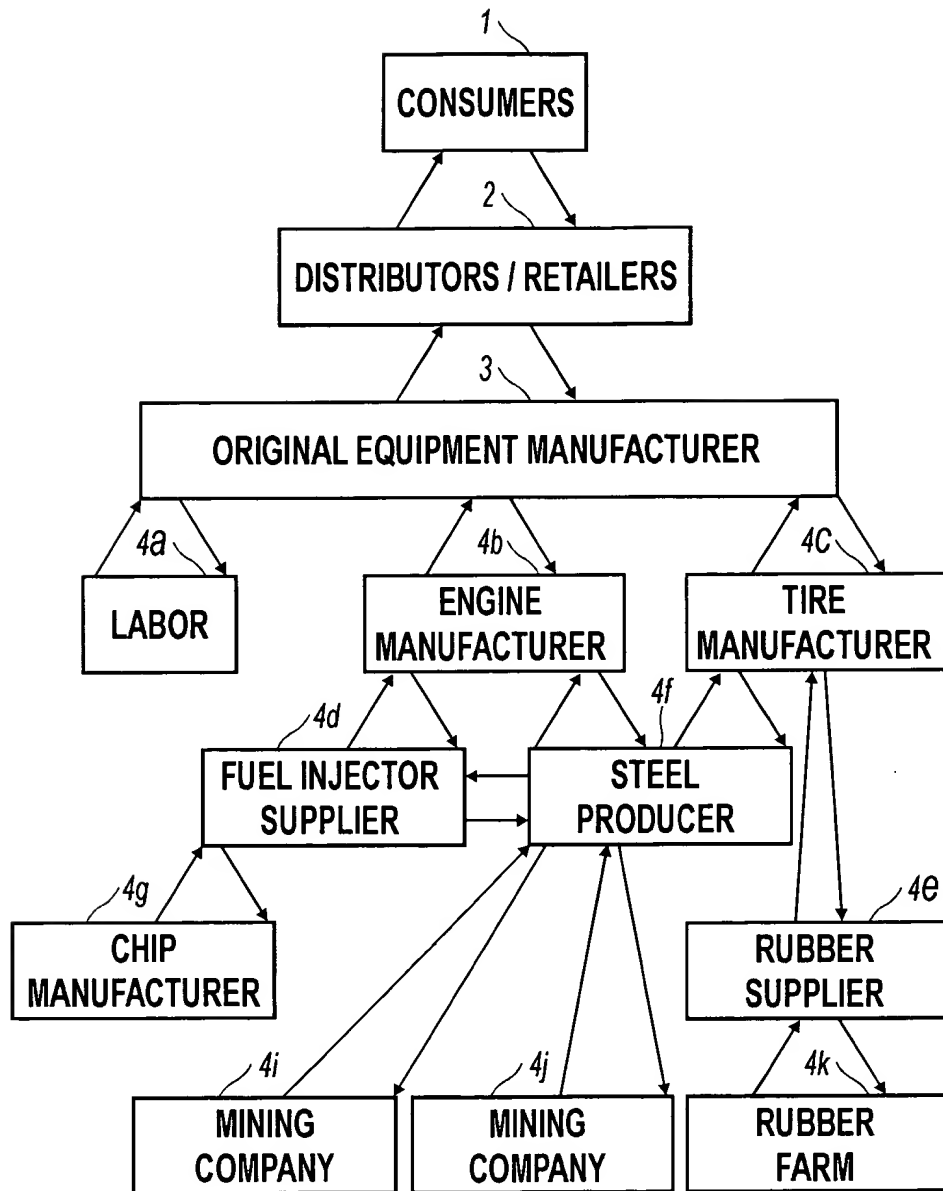 1
CONSUMERS
2
DISTRIBUTORS / RETAILERS
3
ORIGINAL EQUIPMENT MANUFACTURER
4a
LABOR
4b
ENGINE
MANUFACTURER
4c
TIRE
MANUFACTURER
4d
FUEL INJECTOR
SUPPLIER
4f
STEEL
PRODUCER
4g
CHIP
MANUFACTURER
4e
RUBBER
SUPPLIER
4i
MINING
COMPANY
4j
MINING
COMPANY
4k
RUBBER
FARM